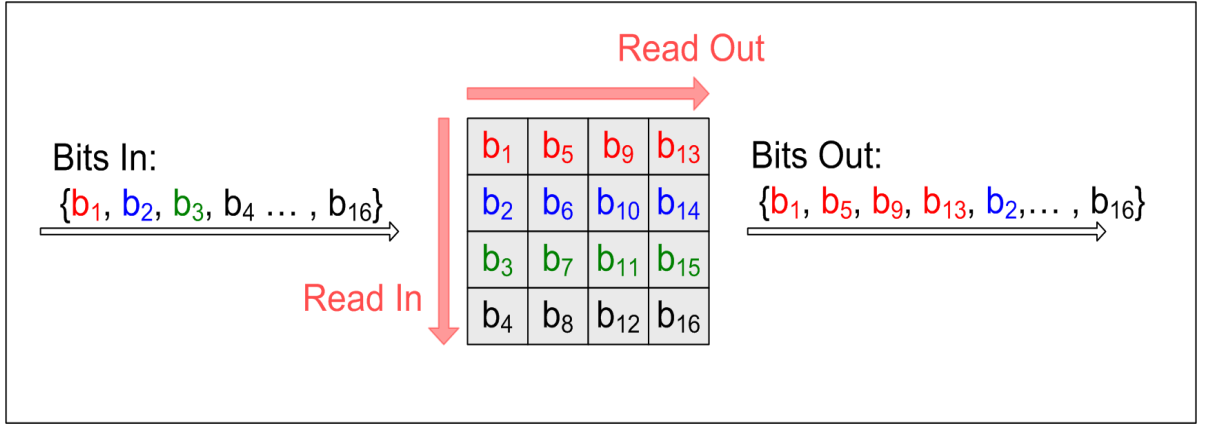 Read Out
Bits In:
{b₁, b₂, b₃, b₄ … , b₁₆}
Read In
b₁ b₅ b₉ b₁₃
b₂ b₆ b₁₀ b₁₄
b₃ b₇ b₁₁ b₁₅
b₄ b₈ b₁₂ b₁₆
Bits Out:
{b₁, b₅, b₉, b₁₃, b₂,… , b₁₆}